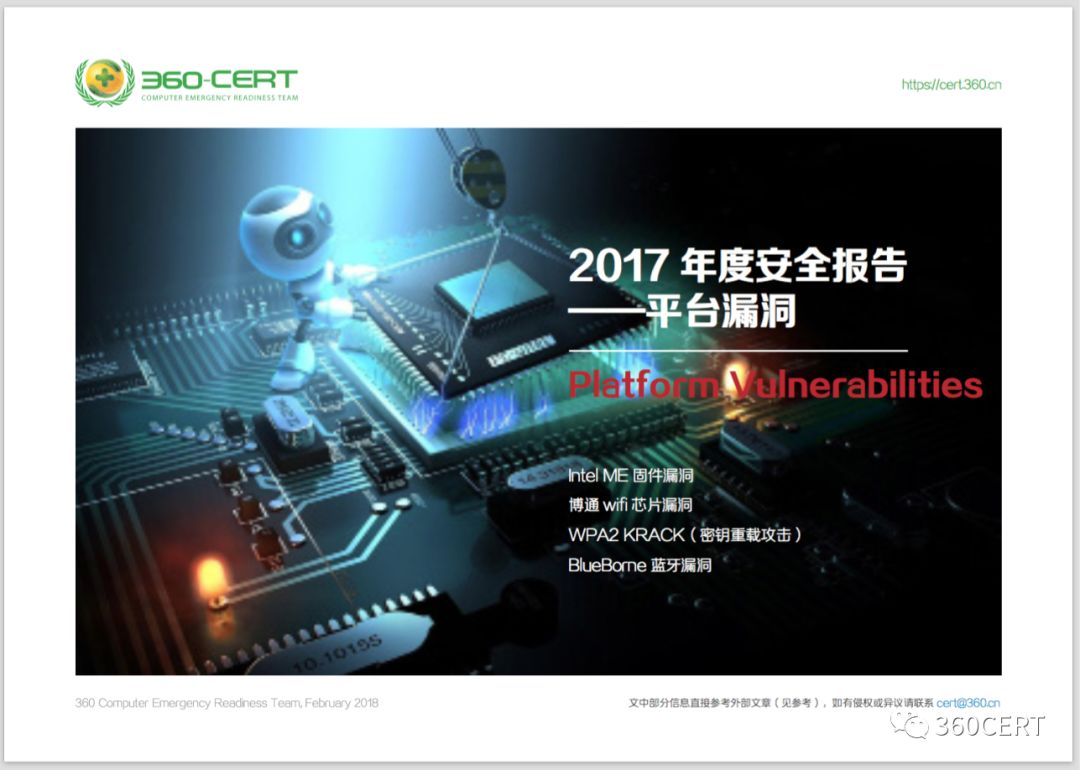 360-CERT
COMPUTER EMERGENCY READINESS TEAM
https://cert.360.cn
2017 年度安全报告
——平台漏洞
Platform Vulnerabilities
Intel ME 固件漏洞
博通 wifi 芯片漏洞
WPA2 KRACK（密钥重载攻击）
BlueBorne 蓝牙漏洞
10.10155
360 Computer Emergency Readiness Team, February 2018
文中部分信息直接参考外部文章（见参考），如有侵权或异议请联系 cert@360.cn
360CERT